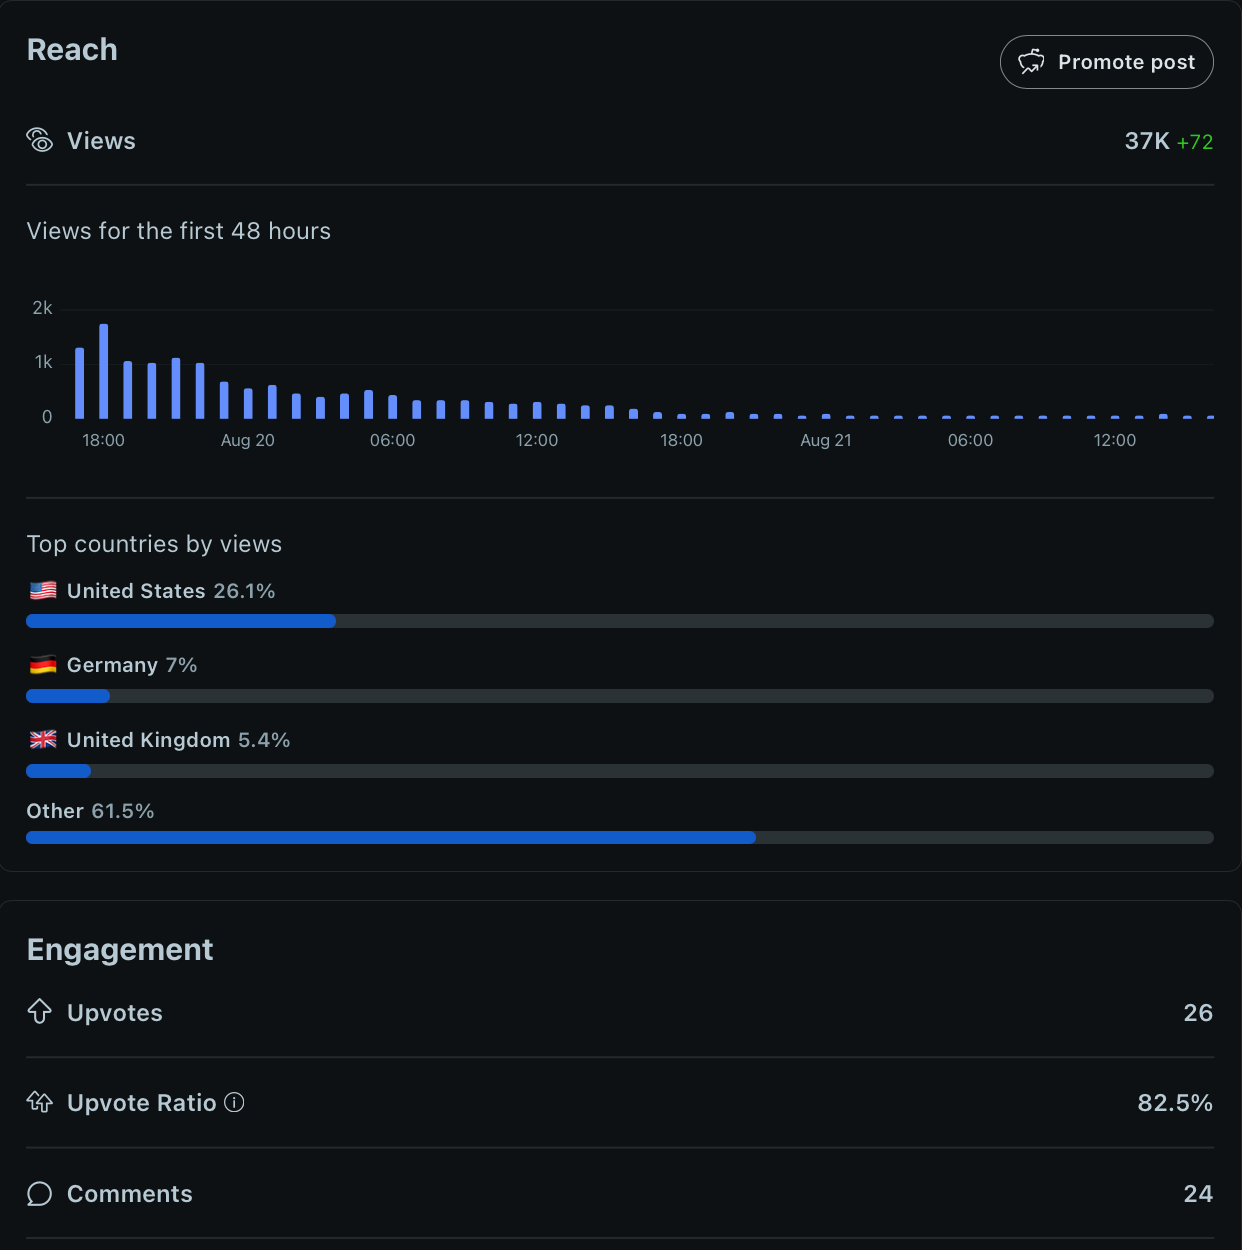 Reach
Promote post
Views
37K +72
Views for the first 48 hours
2k
1k
0
18:00 Aug 20 06:00 12:00 18:00 Aug 21 06:00 12:00
Top countries by views
United States 26.1%
Germany 7%
United Kingdom 5.4%
Other 61.5%
Engagement
Upvotes 26
Upvote Ratio 82.5%
Comments 24